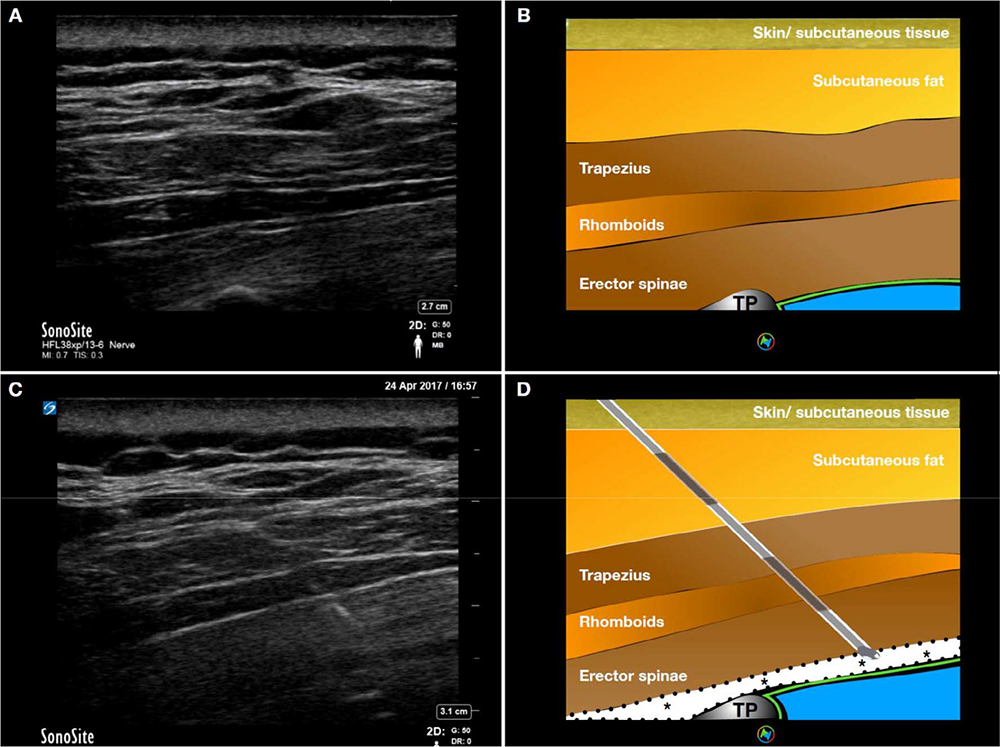 A
SonoSite
HFL38xp/13-6 Nerve
MI: 0.7 TIS: 0.3
2.7 cm
2D:
G: 50
DR: 0
MB
B
Skin/ subcutaneous tissue
Subcutaneous fat
Trapezius
Rhomboids
Erector spinae
TP
C
24 Apr 2017 / 16:57
3.1 cm
SonoSite
2D:
G: 50
DR: 0
D
Skin/ subcutaneous tissue
Subcutaneous fat
Trapezius
Rhomboids
Erector spinae
* * * *
TP